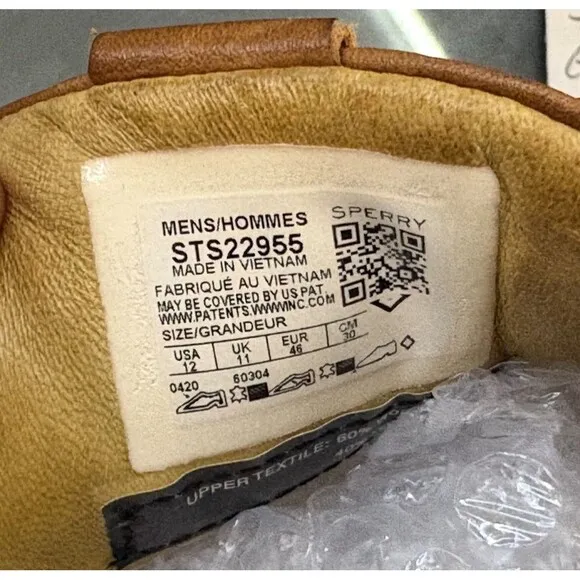 MENS/HOMMES
SPERRY
STS22955
MADE IN VIETNAM
FABRIQUÉ AU VIETNAM
MAY BE COVERED BY US PAT.
WWW.PATENTS.WWWINC.COM
SIZE/GRANDEUR
USA UK EUR CM
12 11 46 30
0420 60304
UPPER TEXTILE: 60%